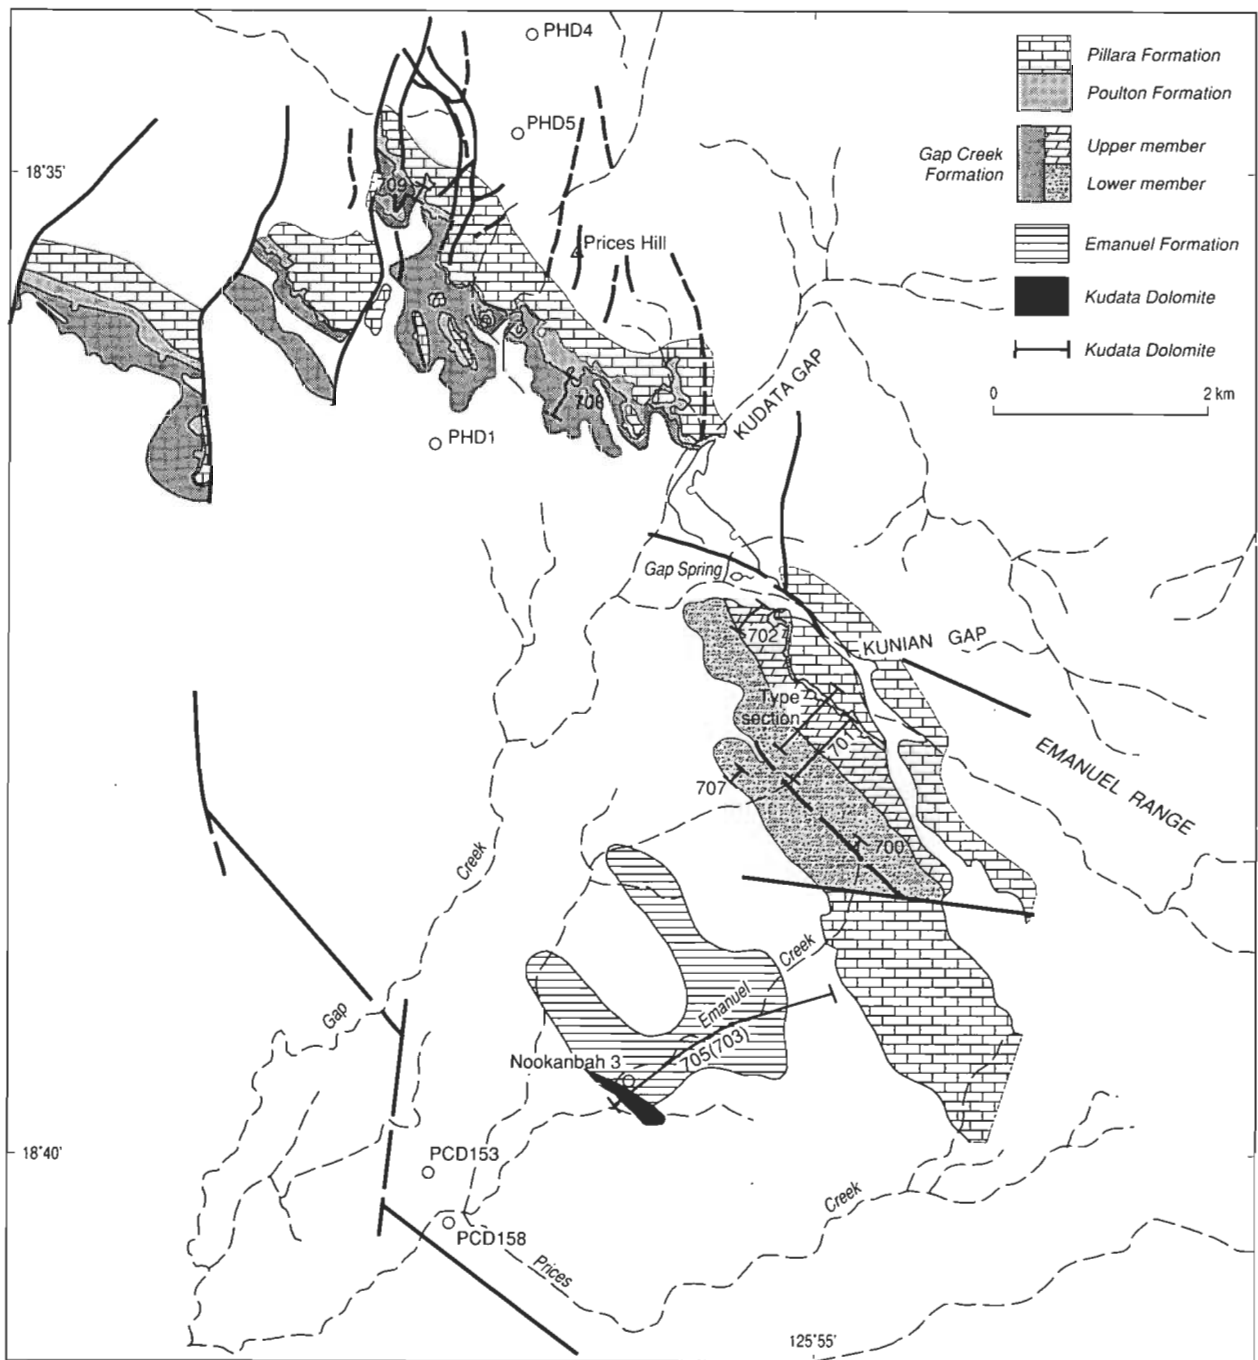 PHD4
Pillara Formation
Poulton Formation
PHD5
Gap Creek
Formation
Upper member
Lower member
18°35'
709
Prices Hill
Emanuel Formation
Kudata Dolomite
Kudata Dolomite
0 2 km
KUDATA GAP
708
PHD1
Gap Spring
702
KUNIAN GAP
Type
section
701
EMANUEL RANGE
707
700
Creek
Gap
Creek
Emanuel
705(703)
Nookanbah 3
18°40'
PCD153
Creek
PCD158
Prices
125°55'